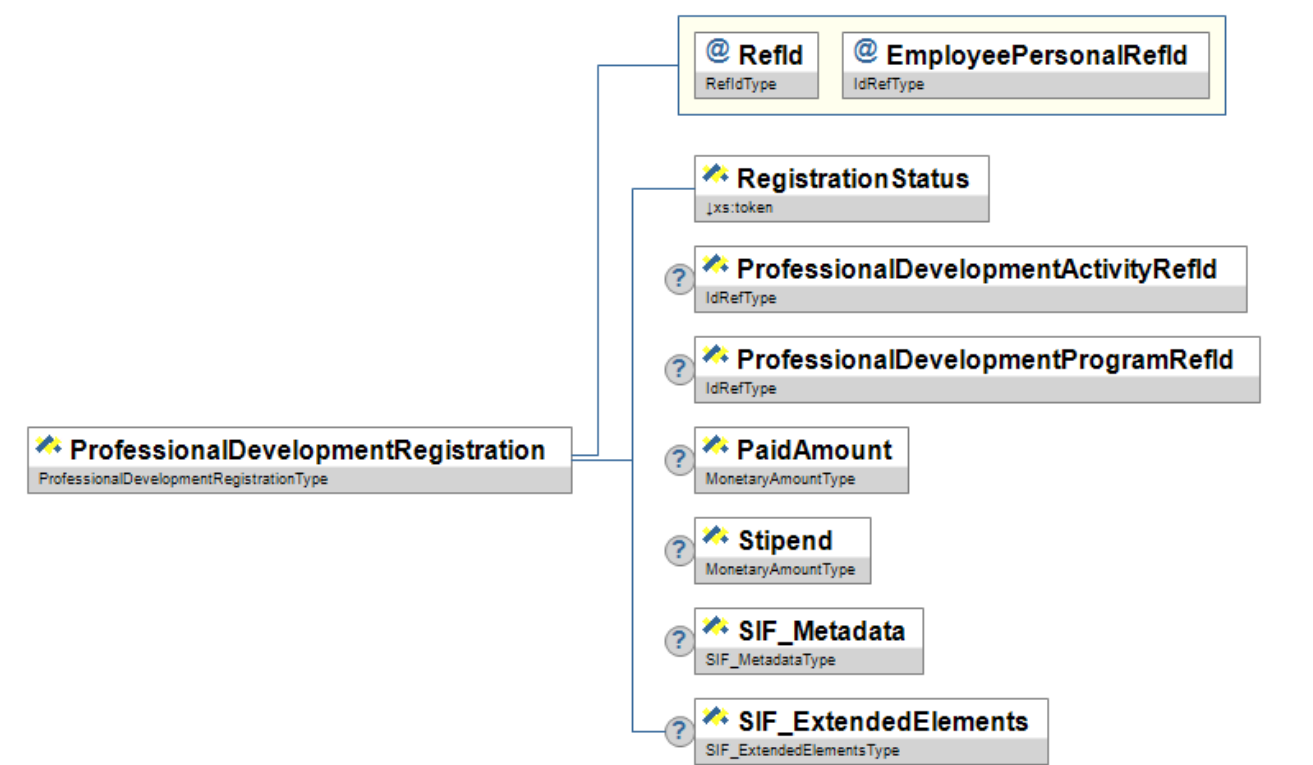 @ RefId
RefIdType
@ EmployeePersonalRefId
IdRefType
RegistrationStatus
↓xs:token
? ProfessionalDevelopmentActivityRefId
IdRefType
? ProfessionalDevelopmentProgramRefId
IdRefType
ProfessionalDevelopmentRegistration
ProfessionalDevelopmentRegistrationType
? PaidAmount
MonetaryAmountType
? Stipend
MonetaryAmountType
? SIF_Metadata
SIF_MetadataType
? SIF_ExtendedElements
SIF_ExtendedElementsType